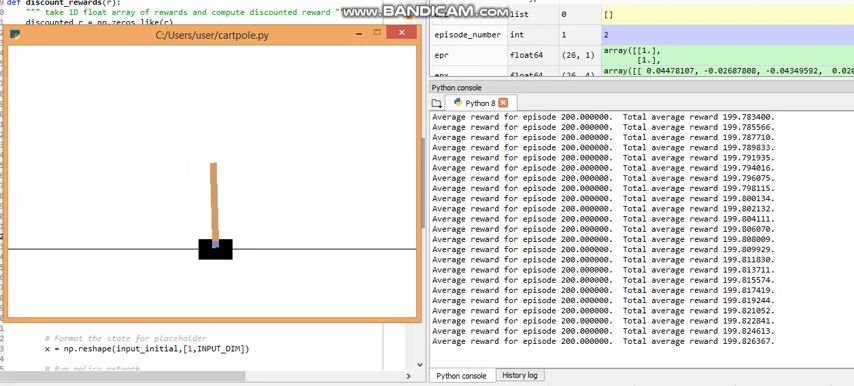 def discount_rewards(r):
""" take 1D float array of rewards and compute discounted reward "
discounted_r = np.zeros_like(r)
www.BANDICAM.com
C:/Users/user/cartpole.py
# Format the state for placeholder
x = np.reshape(input_initial,[1,INPUT_DIM])
# Run policy network
list 0 []
episode_number int 1 2
epr float64 (26, 1) array([[1.],
[1.],
epx float64 (26, 4) array([[ 0.04478107, -0.02687808, -0.04349592,
Python console
Python 8
Average reward for episode 200.000000. Total average reward 199.783400.
Average reward for episode 200.000000. Total average reward 199.785566.
Average reward for episode 200.000000. Total average reward 199.787710.
Average reward for episode 200.000000. Total average reward 199.789833.
Average reward for episode 200.000000. Total average reward 199.791935.
Average reward for episode 200.000000. Total average reward 199.794016.
Average reward for episode 200.000000. Total average reward 199.796075.
Average reward for episode 200.000000. Total average reward 199.798115.
Average reward for episode 200.000000. Total average reward 199.800134.
Average reward for episode 200.000000. Total average reward 199.802132.
Average reward for episode 200.000000. Total average reward 199.804111.
Average reward for episode 200.000000. Total average reward 199.806070.
Average reward for episode 200.000000. Total average reward 199.808009.
Average reward for episode 200.000000. Total average reward 199.809929.
Average reward for episode 200.000000. Total average reward 199.811830.
Average reward for episode 200.000000. Total average reward 199.813711.
Average reward for episode 200.000000. Total average reward 199.815574.
Average reward for episode 200.000000. Total average reward 199.817419.
Average reward for episode 200.000000. Total average reward 199.819244.
Average reward for episode 200.000000. Total average reward 199.821052.
Average reward for episode 200.000000. Total average reward 199.822841.
Average reward for episode 200.000000. Total average reward 199.824613.
Average reward for episode 200.000000. Total average reward 199.826367.
Python console History log